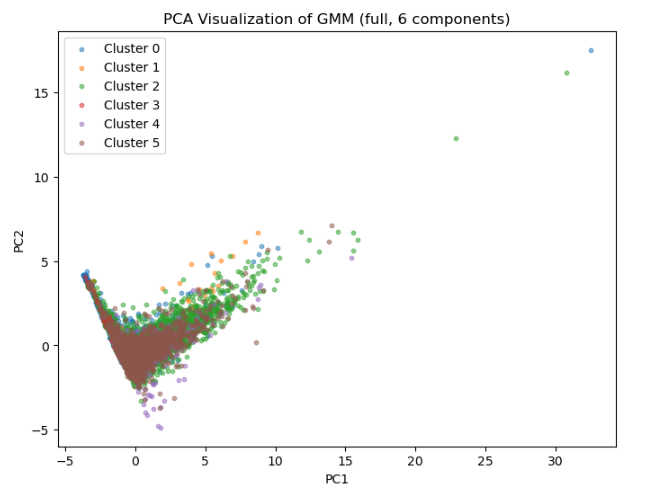 PCA Visualization of GMM (full, 6 components)
Cluster 0
Cluster 1
Cluster 2
Cluster 3
Cluster 4
Cluster 5
15
10
5
0
−5
PC2
−5 0 5 10 15 20 25 30
PC1